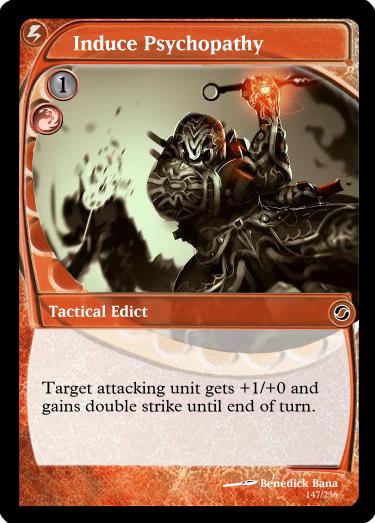 Induce Psychopathy
1
Tactical Edict
Target attacking unit gets +1/+0 and
gains double strike until end of turn.
Benedick Bana
147/236